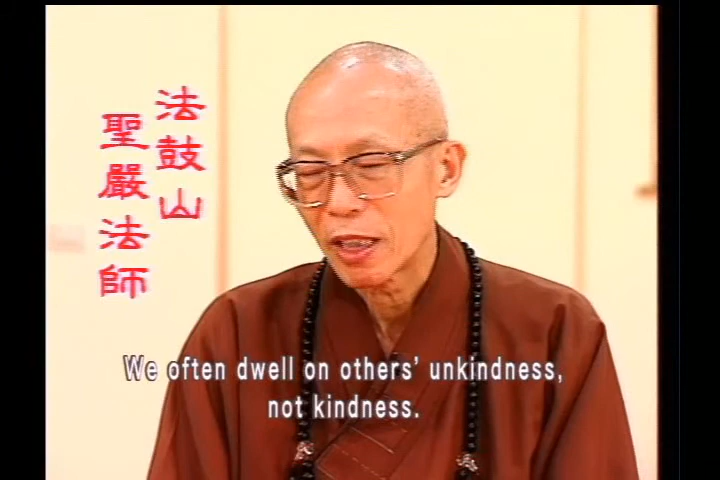 法鼓山
聖嚴法師
We often dwell on others' unkindness,
not kindness.